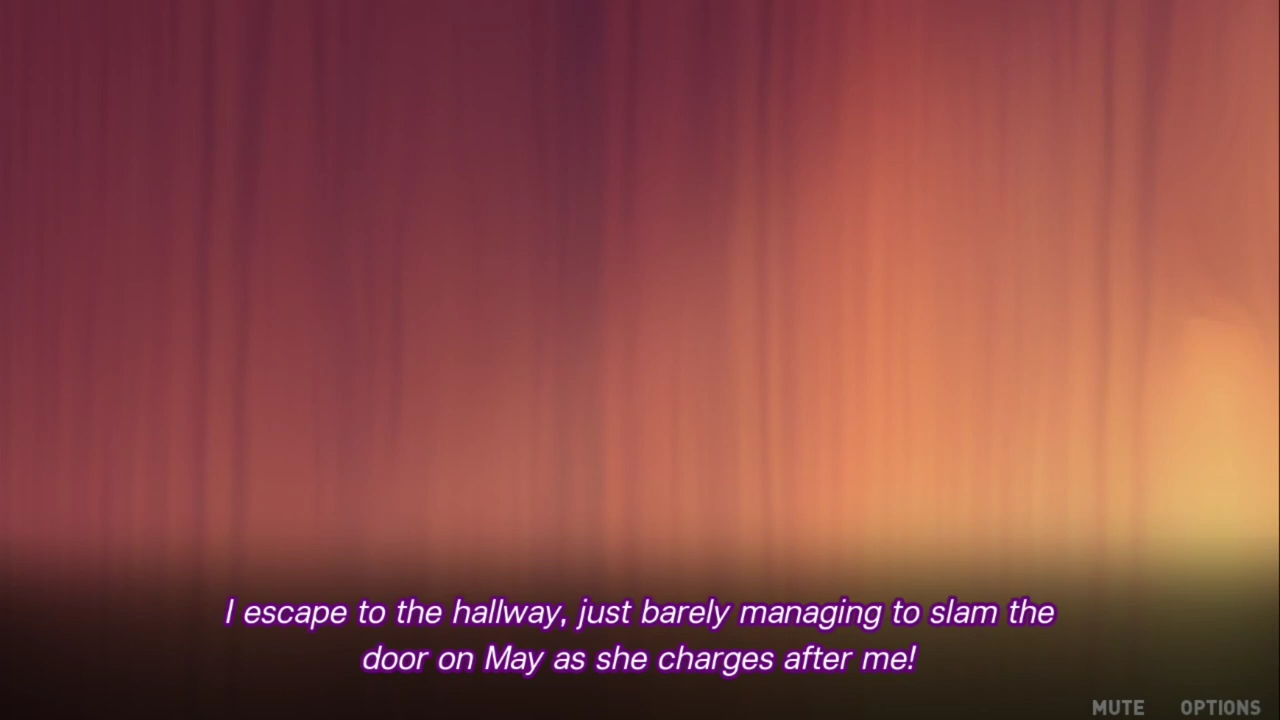 I escape to the hallway, just barely managing to slam the
door on May as she charges after me!
MUTE OPTIONS